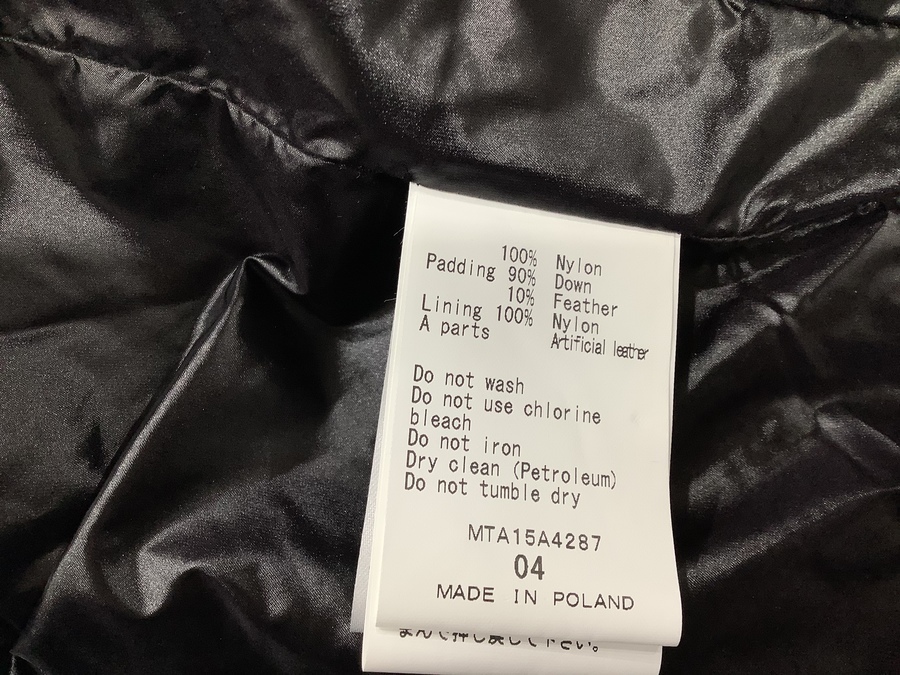 100% Nylon
Padding 90% Down
10% Feather
Lining 100% Nylon
A parts Artificial leather
Do not wash
Do not use chlorine
bleach
Do not iron
Dry clean (Petroleum)
Do not tumble dry
MTA15A4287
04
MADE IN POLAND